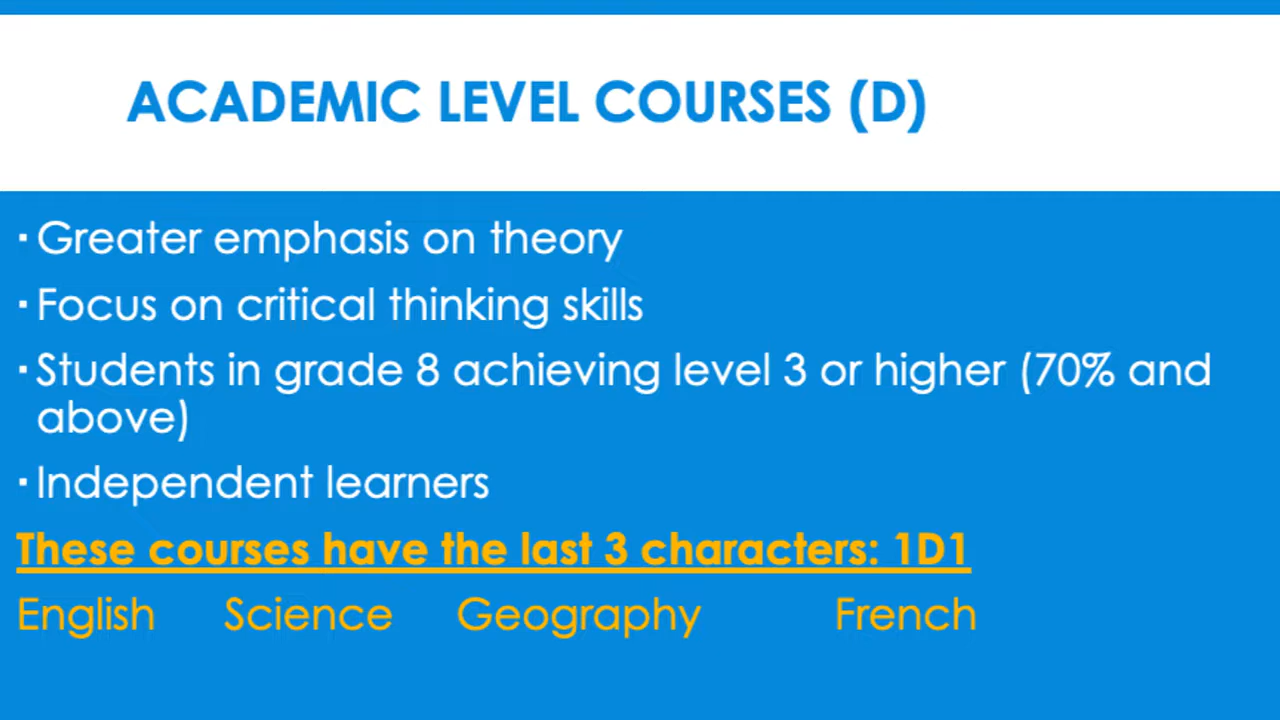 ACADEMIC LEVEL COURSES (D)
▪ Greater emphasis on theory
▪ Focus on critical thinking skills
▪ Students in grade 8 achieving level 3 or higher (70% and
above)
▪ Independent learners
These courses have the last 3 characters: 1D1
English Science Geography French